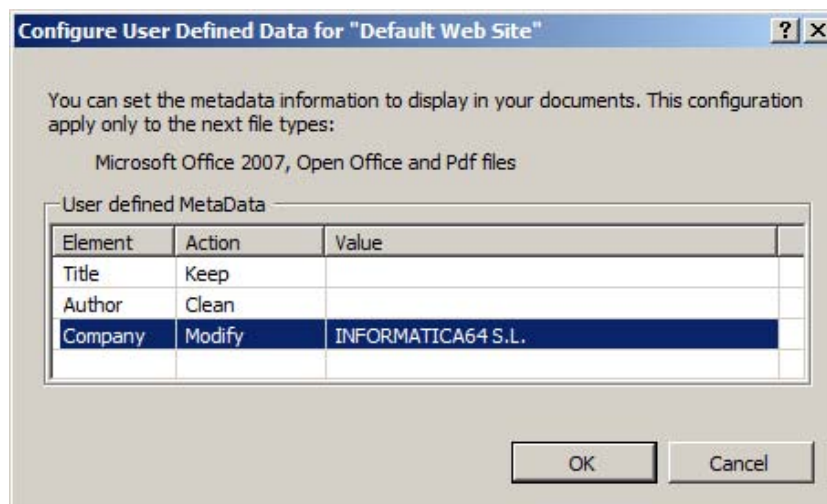 Configure User Defined Data for "Default Web Site"
You can set the metadata information to display in your documents. This configuration
apply only to the next file types:
Microsoft Office 2007, Open Office and Pdf files
User defined MetaData
Element Action Value
Title Keep
Author Clean
Company Modify INFORMATICA64 S.L.
OK Cancel